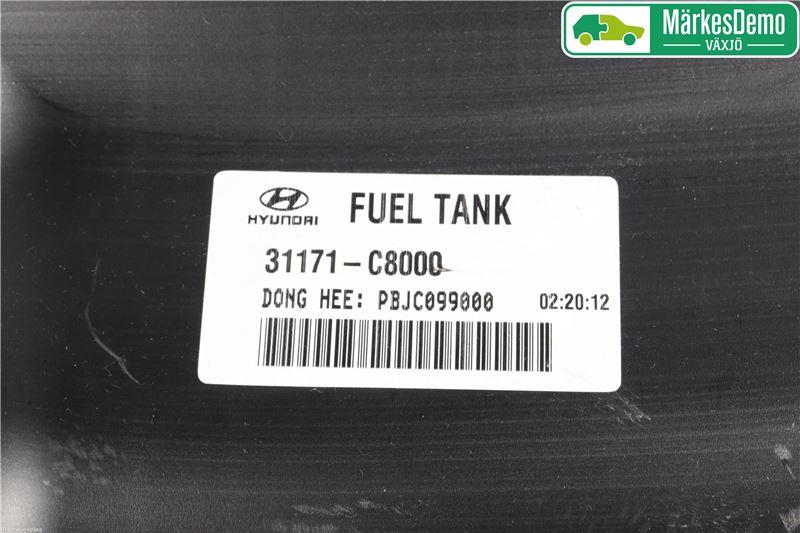 MärkesDemo
VÄXJÖ
HYUNDAI FUEL TANK
31171-C8000
DONG HEE: PBJC099000 02:20:12